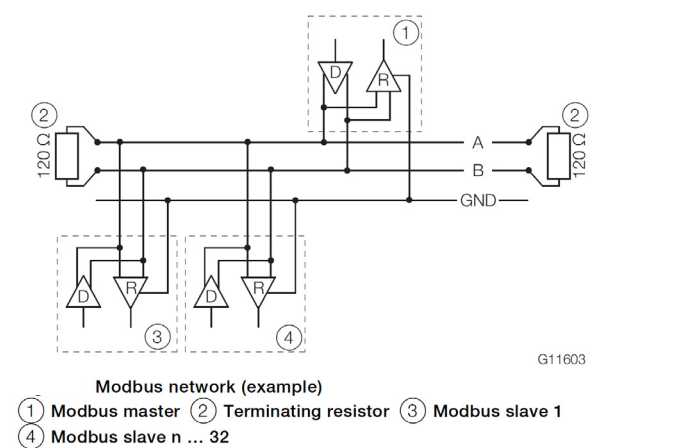 1
D
R
2
2
120 Ω
A
120 Ω
B
GND
D
R
D
R
3
4
G11603
Modbus network (example)
1 Modbus master 2 Terminating resistor 3 Modbus slave 1
4 Modbus slave n ... 32